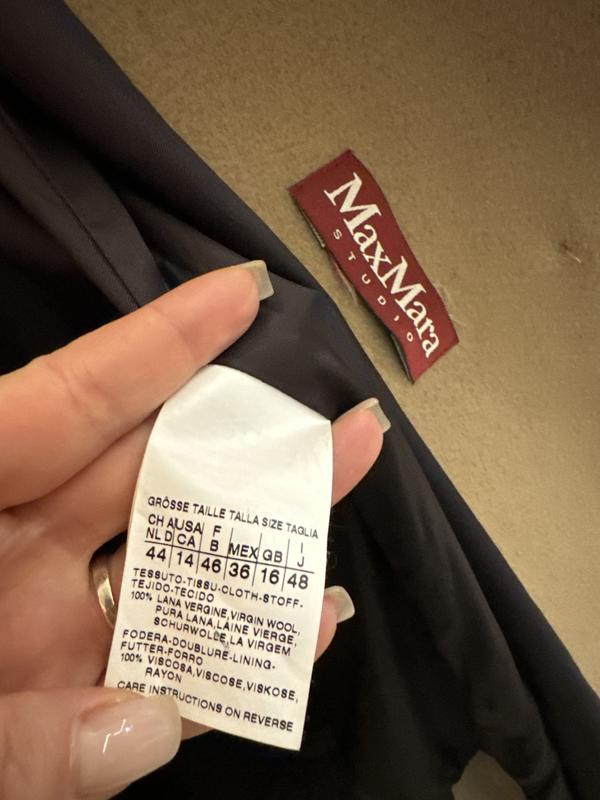 MaxMara
STUDIO
GRÖSSE TAILLE TALLA SIZE TAGLIA
CH A USA F I
NL D CA B MEX GB J
44 14 46 36 16 48
TESSUTO-TISSU-CLOTH-STOFF-
TEJIDO-TECIDO
100% LANA VERGINE,VIRGIN WOOL,
PURA LANA,LAINE VIERGE,
SCHURWOLLE,LA VIRGEM
FODERA-DOUBLURE-LINING-
FUTTER-FORRO
100% VISCOSA,VISCOSE,VISKOSE,
RAYON
CARE INSTRUCTIONS ON REVERSE